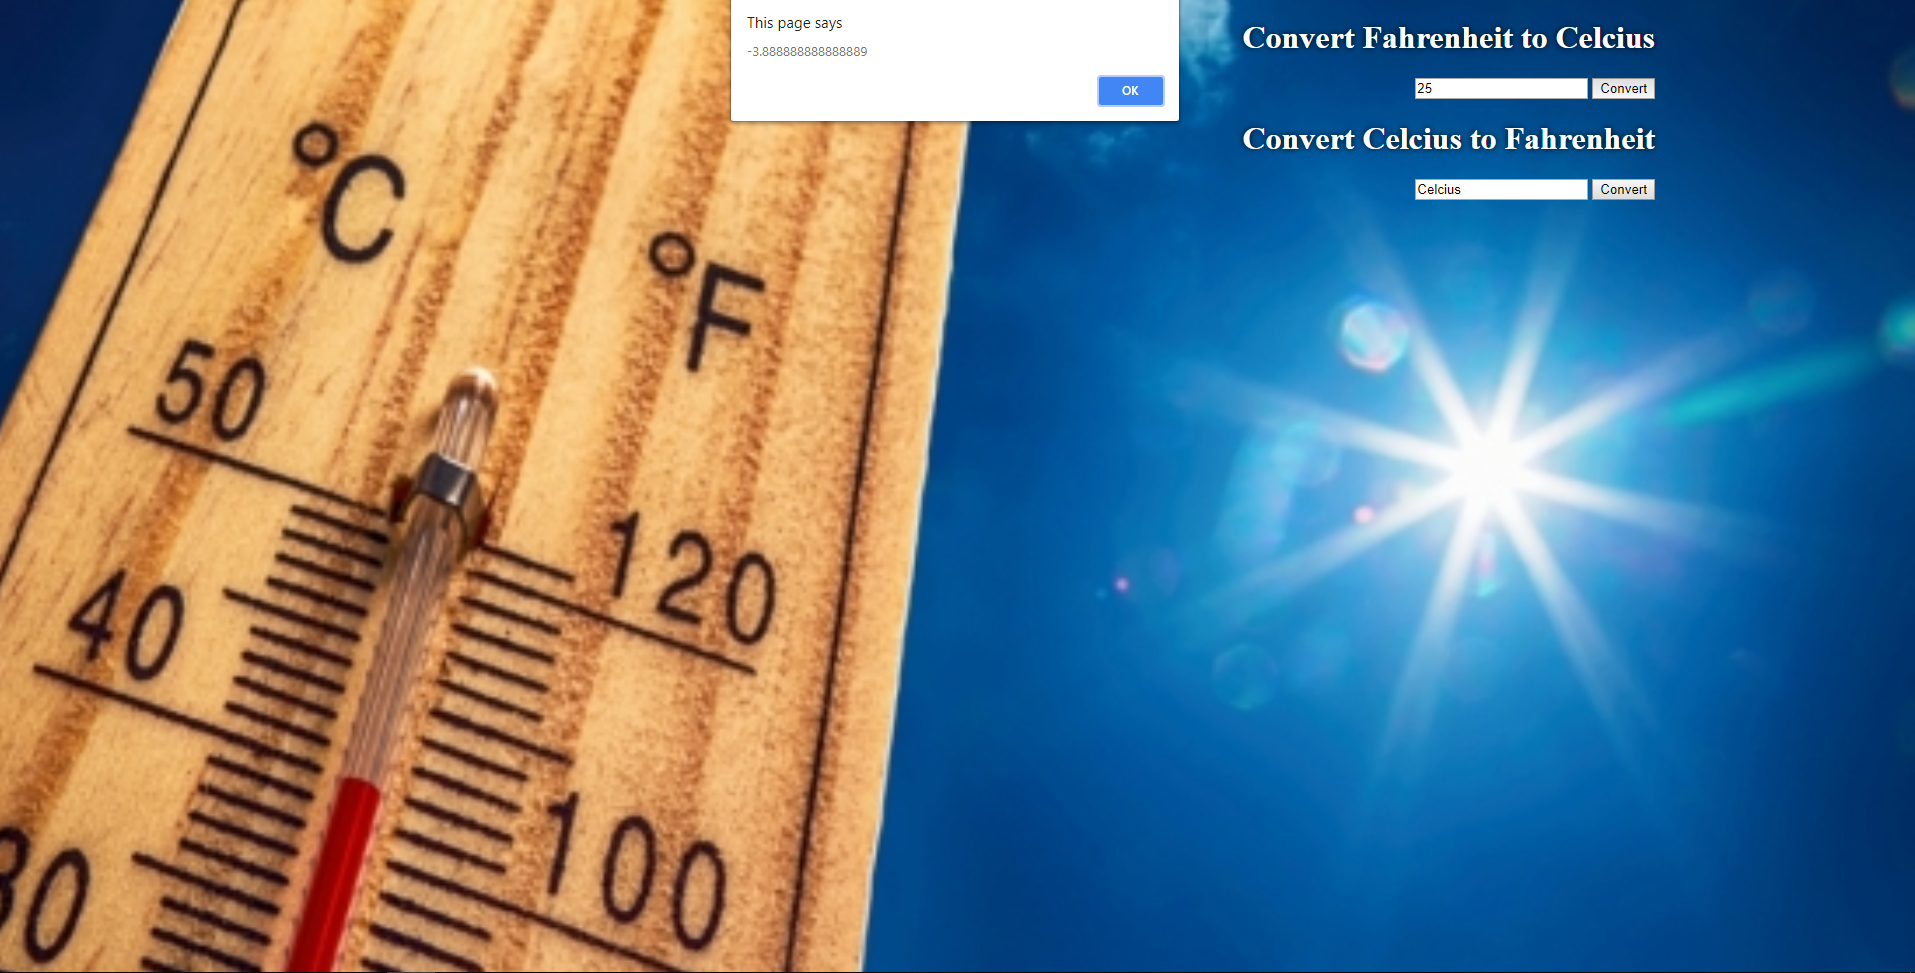 This page says
-3.888888888888889
OK
Convert Fahrenheit to Celcius
25 Convert
Convert Celcius to Fahrenheit
Celcius Convert
°C
°F
50
120
40
100
30